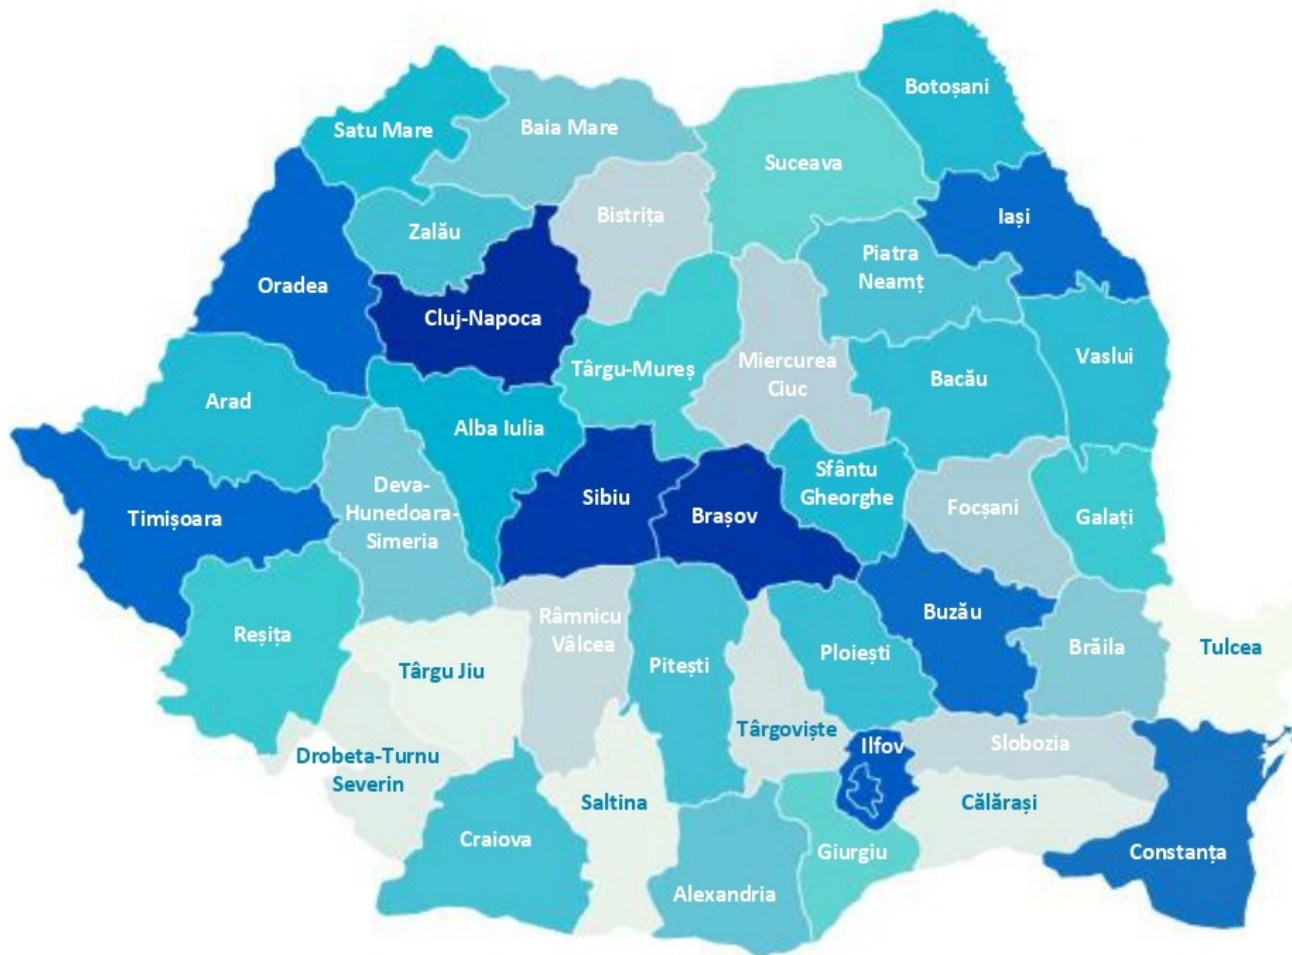 Botoșani
Satu Mare
Baia Mare
Suceava
Bistrița
Iași
Zalău
Piatra
Neamț
Oradea
Cluj-Napoca
Vaslui
Târgu-Mureș
Miercurea
Ciuc
Bacău
Arad
Alba Iulia
Sfântu
Gheorghe
Deva-
Hunedoara-
Simeria
Sibiu
Brașov
Focșani
Galați
Timișoara
Buzău
Râmnicu
Vâlcea
Reșița
Brăila
Tulcea
Târgu Jiu
Pitești
Ploiești
Târgoviște
Ilfov
Slobozia
Drobeta-Turnu
Severin
Saltina
Călărași
Craiova
Giurgiu
Constanța
Alexandria